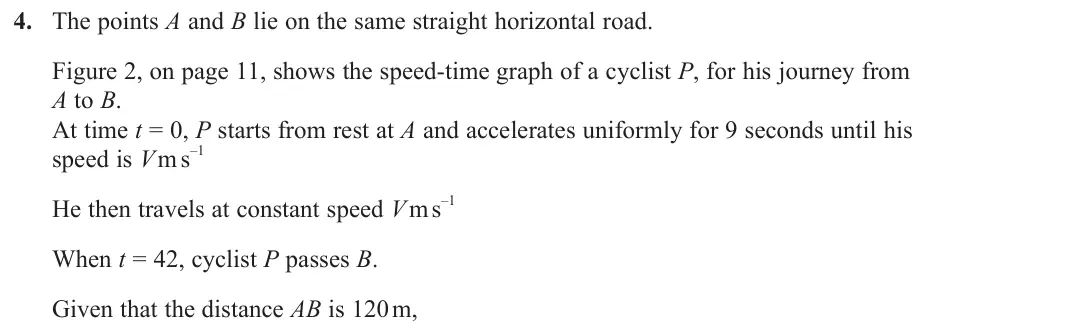 4. The points A and B lie on the same straight horizontal road.
Figure 2, on page 11, shows the speed-time graph of a cyclist P, for his journey from
A to B.
At time t = 0, P starts from rest at A and accelerates uniformly for 9 seconds until his
speed is V m s⁻¹
He then travels at constant speed V m s⁻¹
When t = 42, cyclist P passes B.
Given that the distance AB is 120 m,